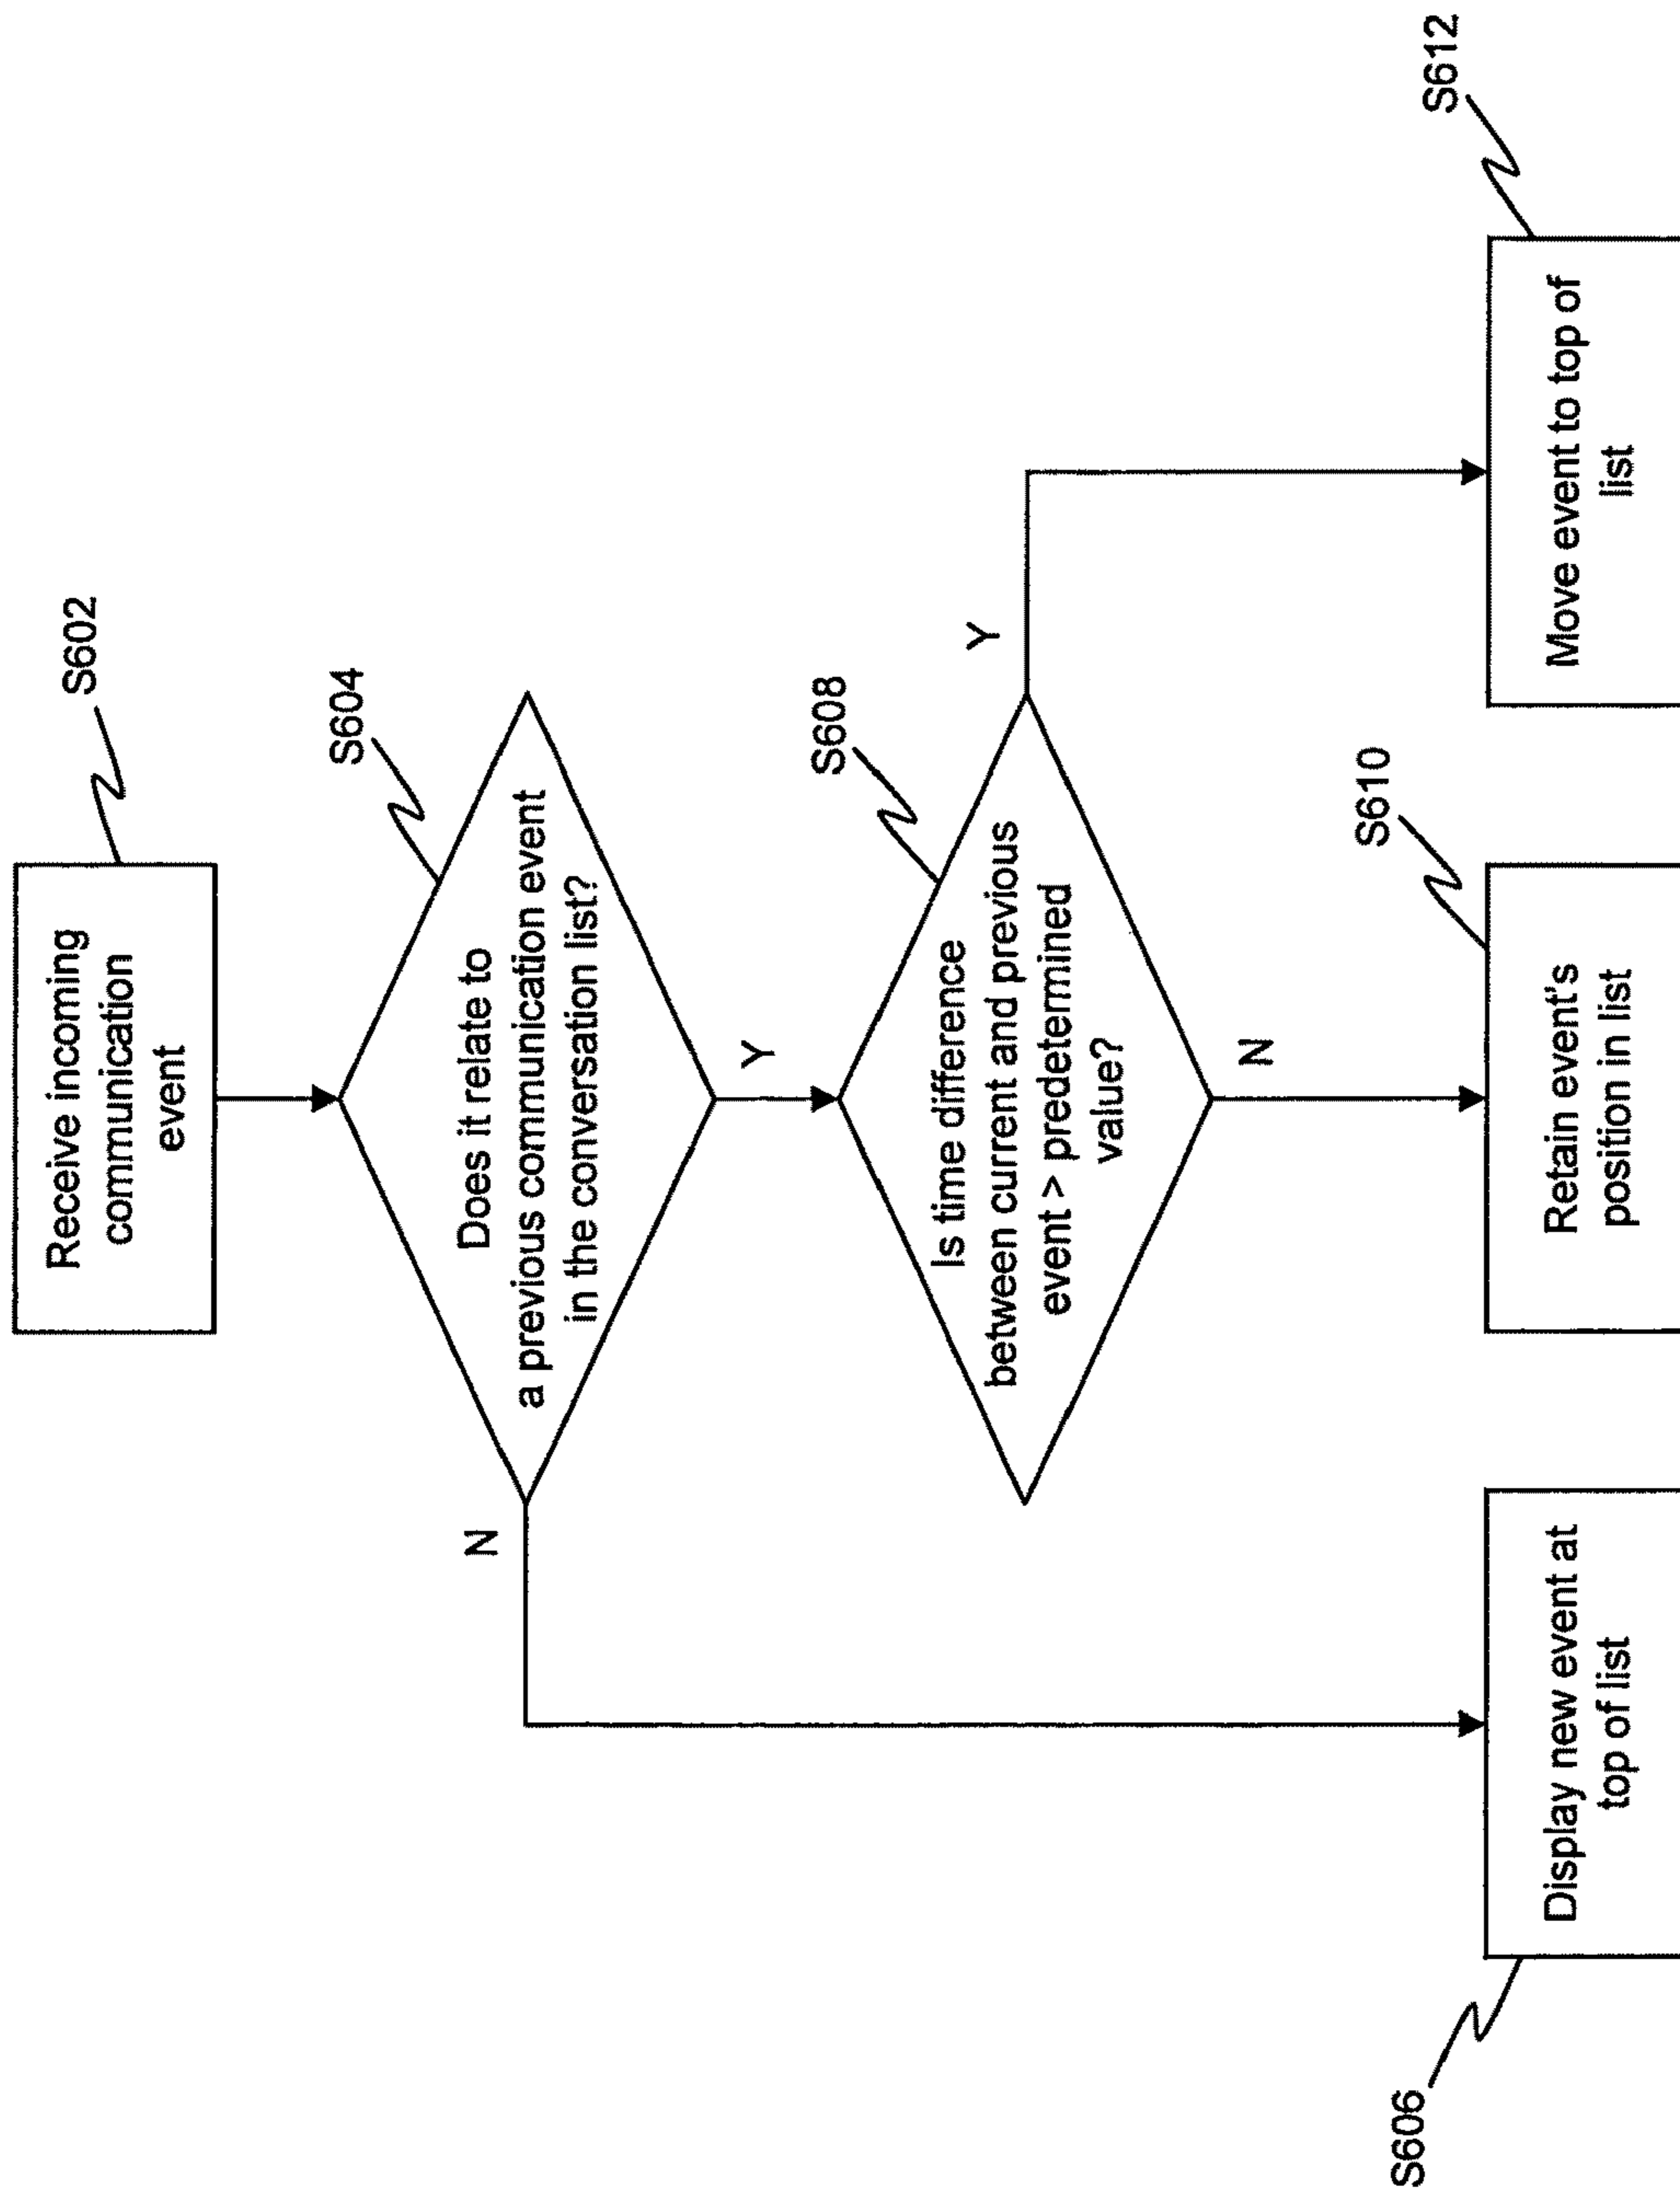 S602
Receive incoming
communication
event
S604
Does it relate to
a previous communication event
in the conversation list?
N
Y
S608
Is time difference
between current and previous
event > predetermined
value?
Y
N
S606
Display new event at
top of list
S610
Retain event's
position in list
S612
Move event to top of
list